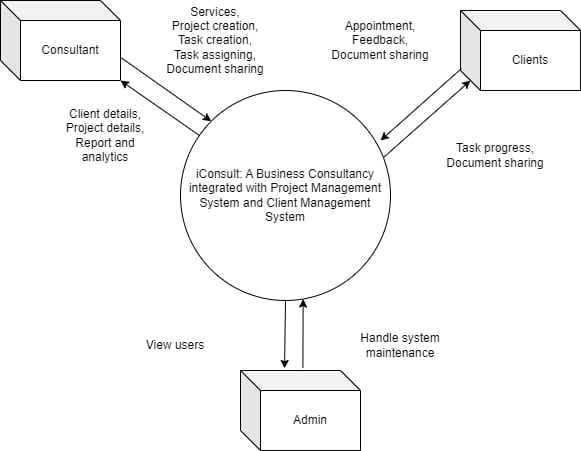 Services,
Project creation,
Task creation,
Task assigning,
Document sharing
Appointment,
Feedback,
Document sharing
Consultant
Clients
Client details,
Project details,
Report and
analytics
Task progress,
Document sharing
iConsult: A Business Consultancy
integrated with Project Management
System and Client Management
System
View users
Handle system
maintenance
Admin